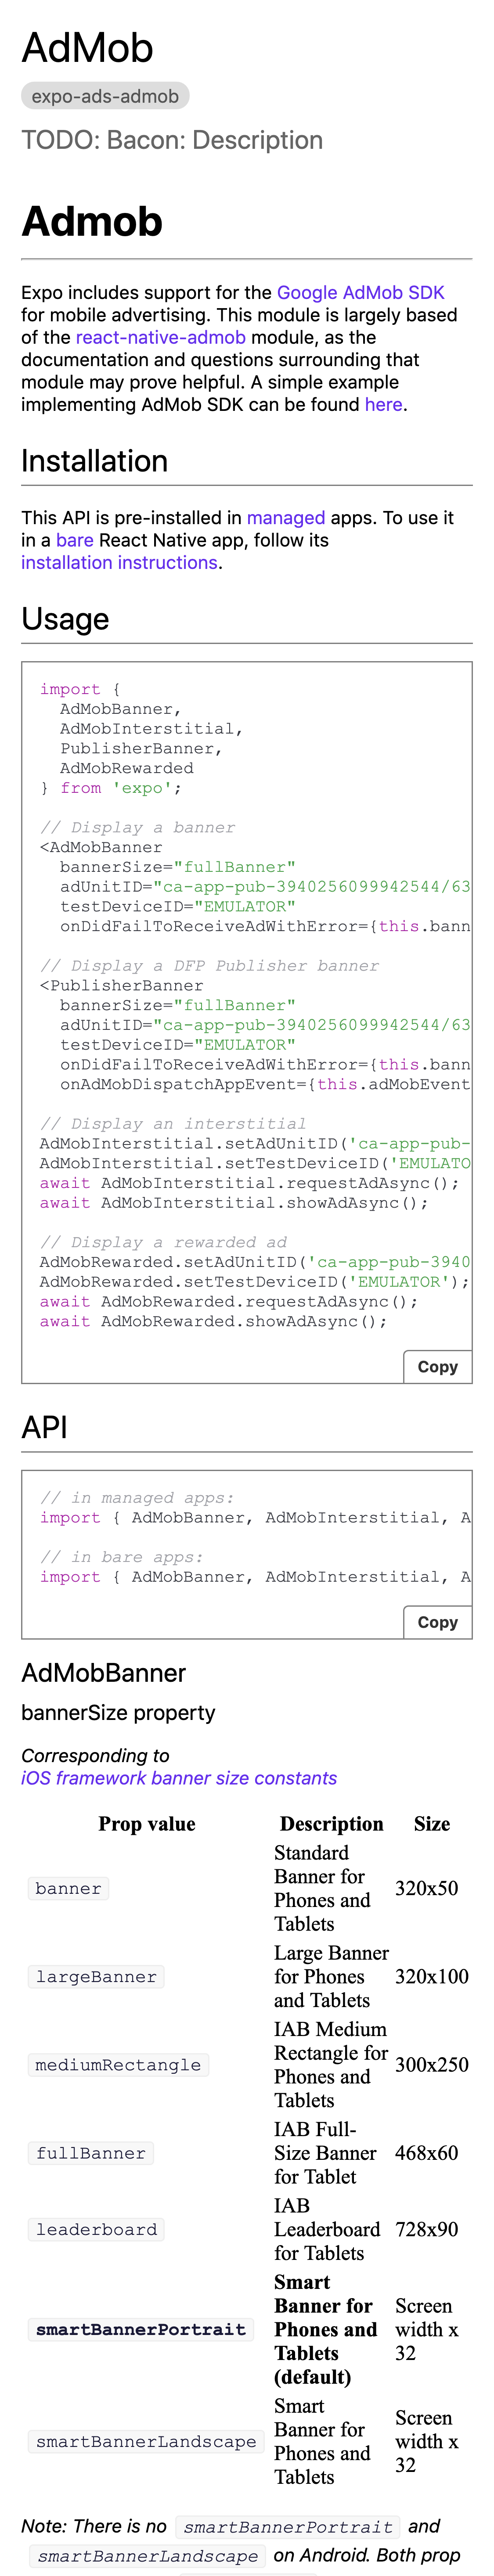 AdMob
expo-ads-admob
TODO: Bacon: Description
Admob
Expo includes support for the Google AdMob SDK
for mobile advertising. This module is largely based
of the react-native-admob module, as the
documentation and questions surrounding that
module may prove helpful. A simple example
implementing AdMob SDK can be found here.
Installation
This API is pre-installed in managed apps. To use it
in a bare React Native app, follow its
installation instructions.
Usage
import {
  AdMobBanner,
  AdMobInterstitial,
  PublisherBanner,
  AdMobRewarded
} from 'expo';
// Display a banner
<AdMobBanner
  bannerSize="fullBanner"
  adUnitID="ca-app-pub-3940256099942544/63
  testDeviceID="EMULATOR"
  onDidFailToReceiveAdWithError={this.bann
// Display a DFP Publisher banner
<PublisherBanner
  bannerSize="fullBanner"
  adUnitID="ca-app-pub-3940256099942544/63
  testDeviceID="EMULATOR"
  onDidFailToReceiveAdWithError={this.bann
  onAdMobDispatchAppEvent={this.adMobEvent
// Display an interstitial
AdMobInterstitial.setAdUnitID('ca-app-pub-
AdMobInterstitial.setTestDeviceID('EMULATO
await AdMobInterstitial.requestAdAsync();
await AdMobInterstitial.showAdAsync();
// Display a rewarded ad
AdMobRewarded.setAdUnitID('ca-app-pub-3940
AdMobRewarded.setTestDeviceID('EMULATOR');
await AdMobRewarded.requestAdAsync();
await AdMobRewarded.showAdAsync();
Copy
API
// in managed apps:
import { AdMobBanner, AdMobInterstitial, A
// in bare apps:
import { AdMobBanner, AdMobInterstitial, A
Copy
AdMobBanner
bannerSize property
Corresponding to
iOS framework banner size constants
Prop value Description Size
banner Standard Banner for Phones and Tablets 320x50
largeBanner Large Banner for Phones and Tablets 320x100
mediumRectangle IAB Medium Rectangle for Phones and Tablets 300x250
fullBanner IAB Full-Size Banner for Tablet 468x60
leaderboard IAB Leaderboard for Tablets 728x90
smartBannerPortrait Smart Banner for Phones and Tablets (default) Screen width x 32
smartBannerLandscape Smart Banner for Phones and Tablets Screen width x 32
Note: There is no smartBannerPortrait and
smartBannerLandscape on Android. Both prop